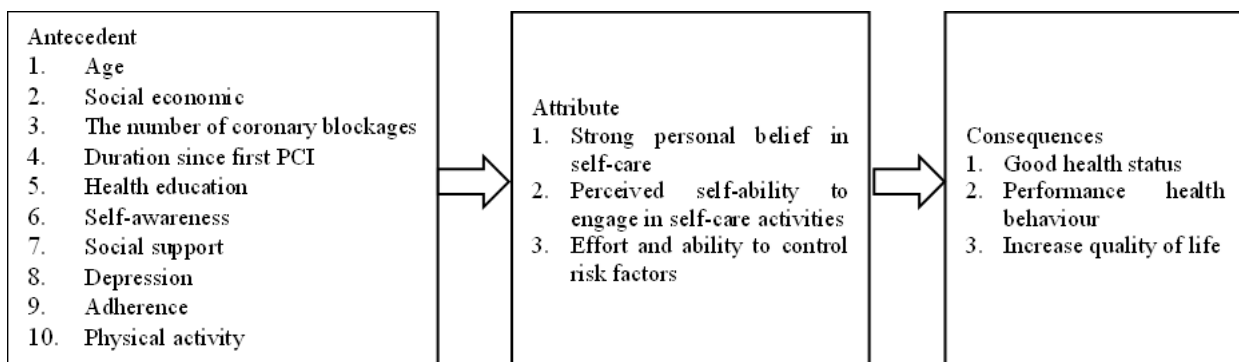 Antecedent
1. Age
2. Social economic
3. The number of coronary blockages
4. Duration since first PCI
5. Health education
6. Self-awareness
7. Social support
8. Depression
9. Adherence
10. Physical activity
Attribute
1. Strong personal belief in
self-care
2. Perceived self-ability to
engage in self-care activities
3. Effort and ability to control
risk factors
Consequences
1. Good health status
2. Performance health
behaviour
3. Increase quality of life